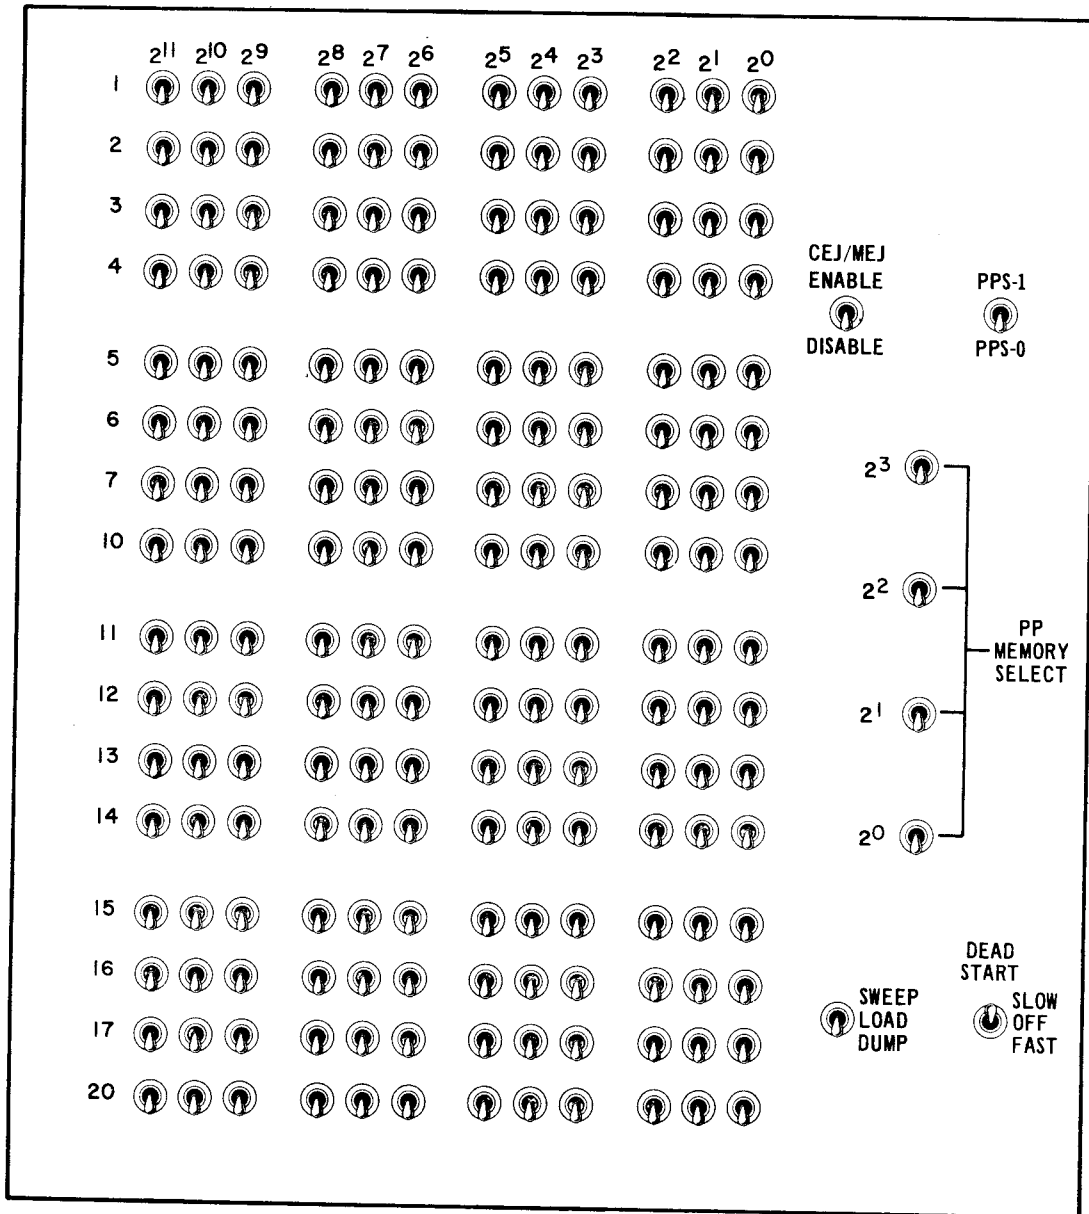 2¹¹ 2¹⁰ 2⁹ 2⁸ 2⁷ 2⁶ 2⁵ 2⁴ 2³ 2² 2¹ 2⁰
1
2
3
4
5
6
7
10
11
12
13
14
15
16
17
20
CEJ/MEJ
ENABLE
DISABLE
PPS-1
PPS-0
2³
2²
2¹
2⁰
PP
MEMORY
SELECT
SWEEP
LOAD
DUMP
DEAD
START
SLOW
OFF
FAST